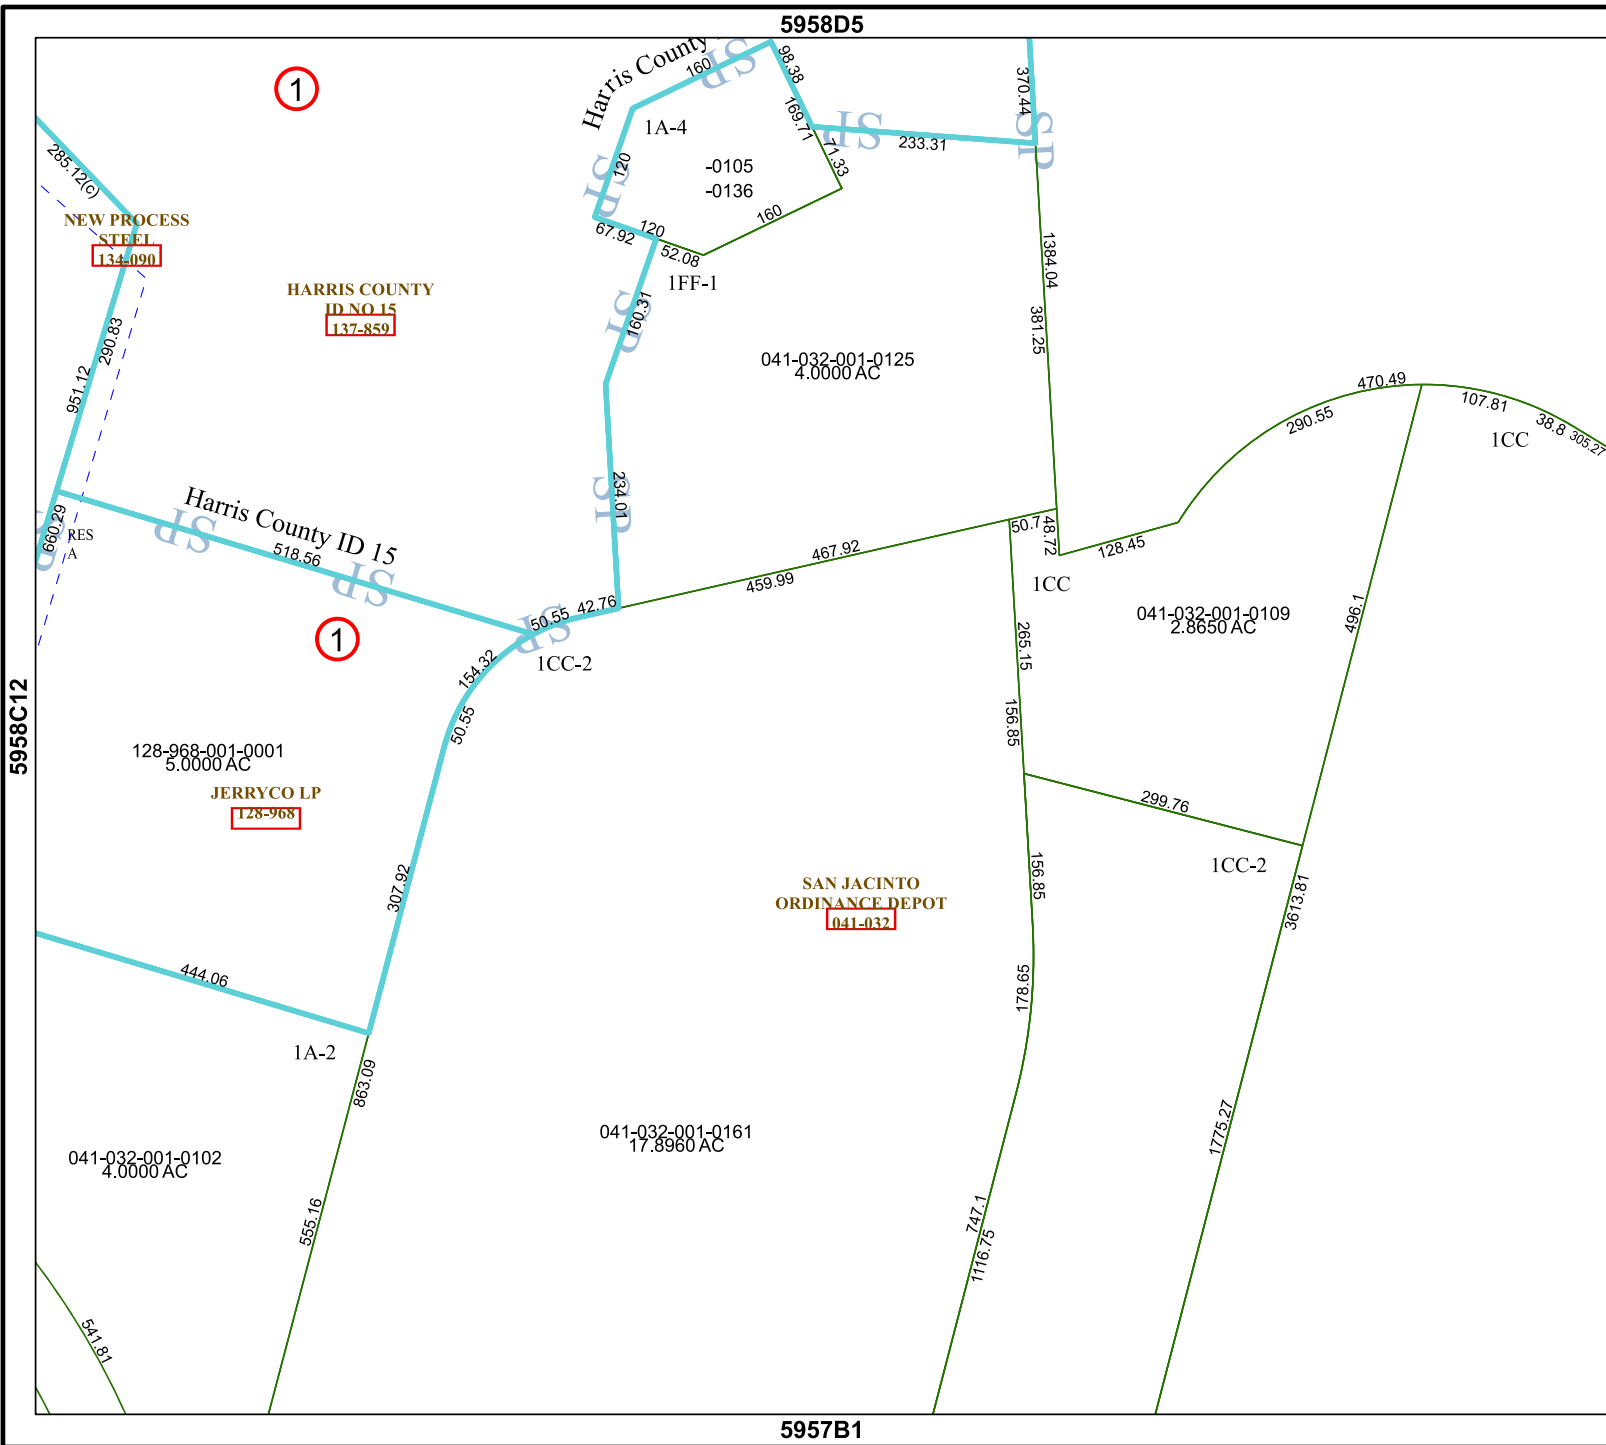 5958D5
1
Harris County
160
98.38
169.71
71.33
SP
SP
SP
370.44
1A-4
233.31
285.12(c)
120
SP
-0105
-0136
160
NEW PROCESS
STEEL
134-090
67.92
120
52.08
1FF-1
1384.04
HARRIS COUNTY
ID NO 15
137-859
160.31
SP
381.25
290.83
951.12
041-032-001-0125
4.0000 AC
470.49
290.55
107.81
38.8
305.27
1CC
234.01
SP
Harris County ID 15
SP
518.56
SP
660.29
SP
RES
A
467.92
459.99
50.7
48.72
128.45
1CC
50.55
42.76
SP
1CC-2
041-032-001-0109
2.8650 AC
496.1
1
154.32
50.55
265.15
156.85
5958C12
128-968-001-0001
5.0000 AC
JERRYCO LP
128-968
299.76
1CC-2
307.92
SAN JACINTO
ORDINANCE DEPOT
041-032
156.85
3613.81
444.06
178.65
1A-2
863.09
041-032-001-0161
17.8960 AC
1775.27
041-032-001-0102
4.0000 AC
555.16
747.1
1116.75
541.81
5957B1